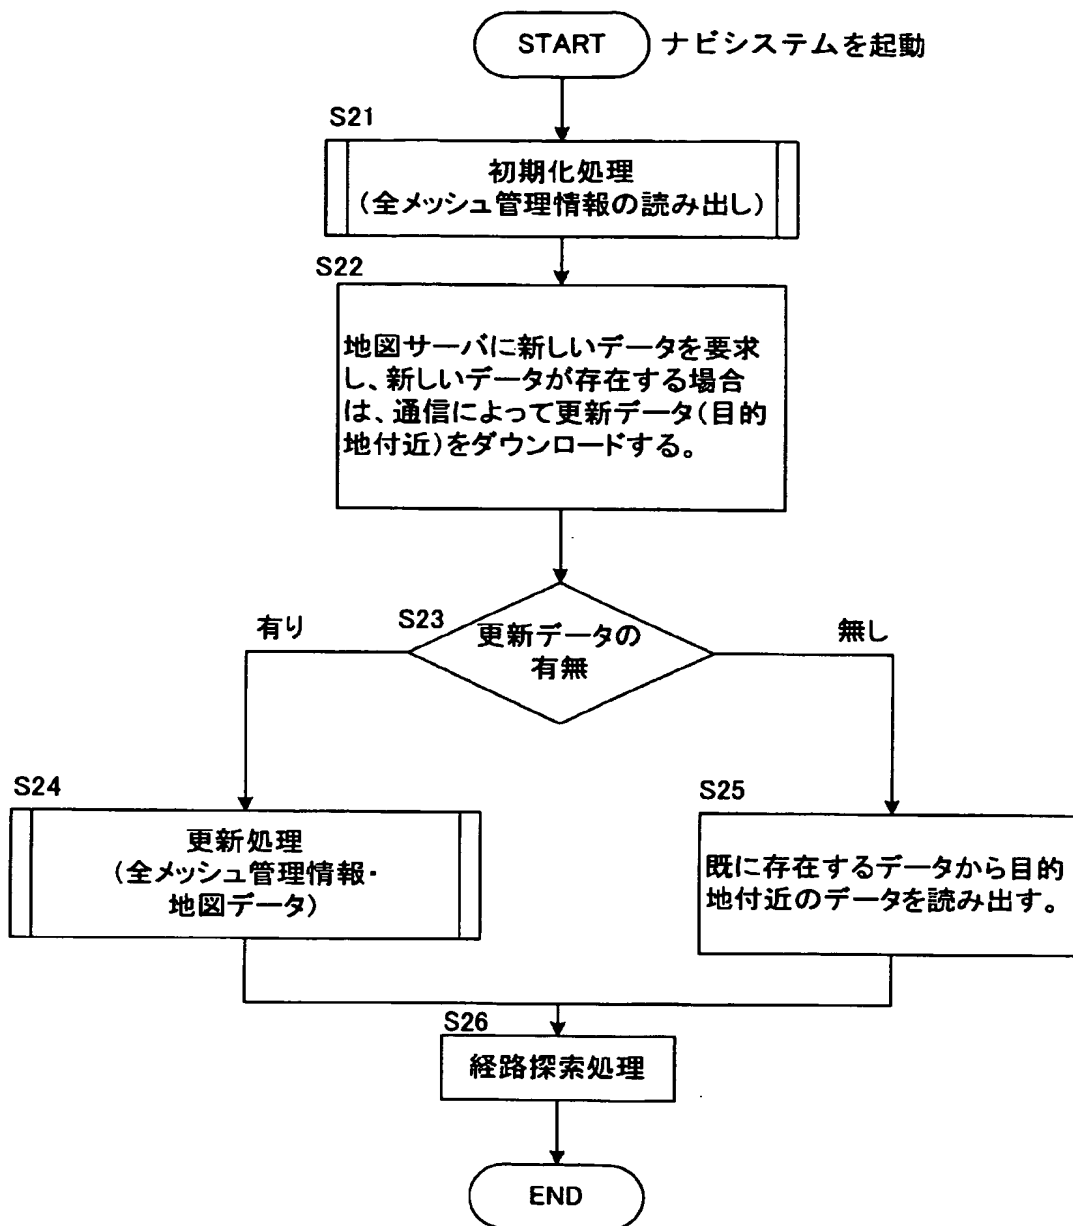 START
ナビシステムを起動
S21
初期化処理
(全メッシュ管理情報の読み出し)
S22
地図サーバに新しいデータを要求
し、新しいデータが存在する場合
は、通信によって更新データ(目的
地付近)をダウンロードする。
S23
更新データの
有無
有り
無し
S24
更新処理
(全メッシュ管理情報・
地図データ)
S25
既に存在するデータから目的
地付近のデータを読み出す。
S26
経路探索処理
END